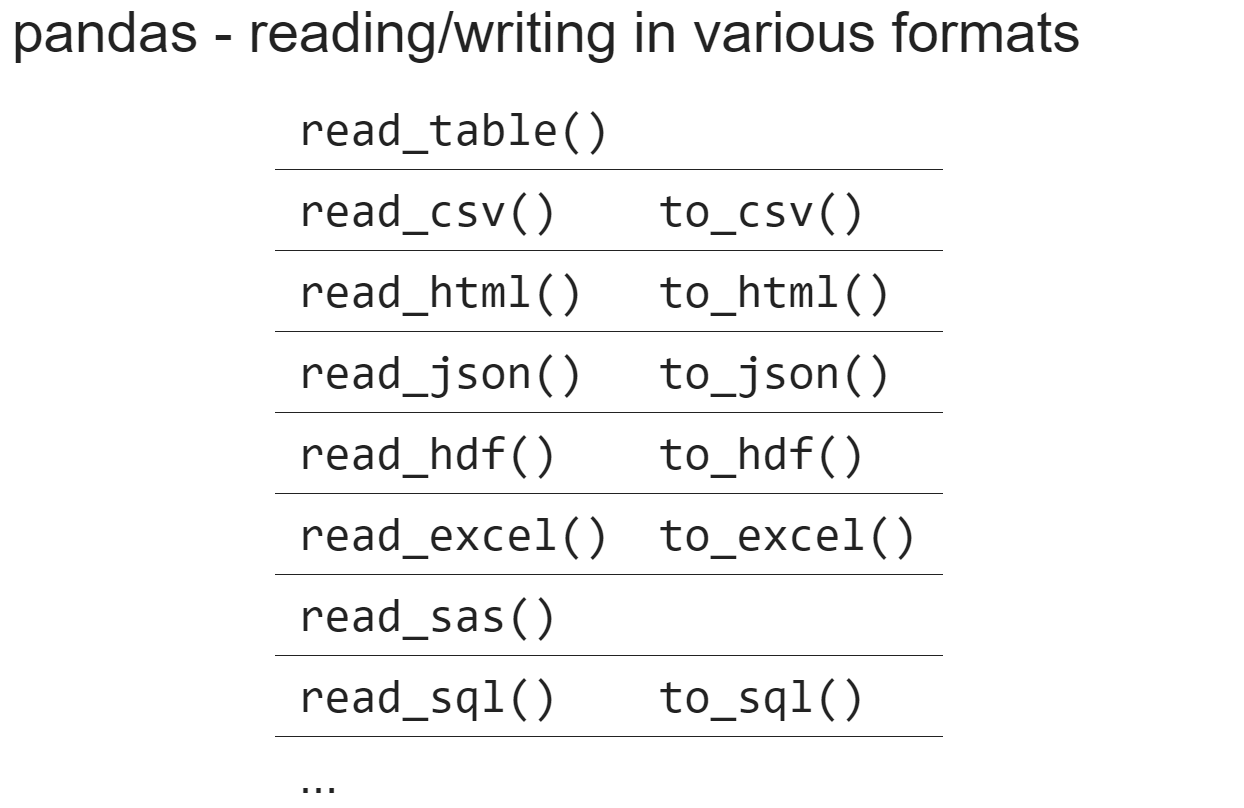 pandas - reading/writing in various formats
read_table()
read_csv() to_csv()
read_html() to_html()
read_json() to_json()
read_hdf() to_hdf()
read_excel() to_excel()
read_sas()
read_sql() to_sql()
...